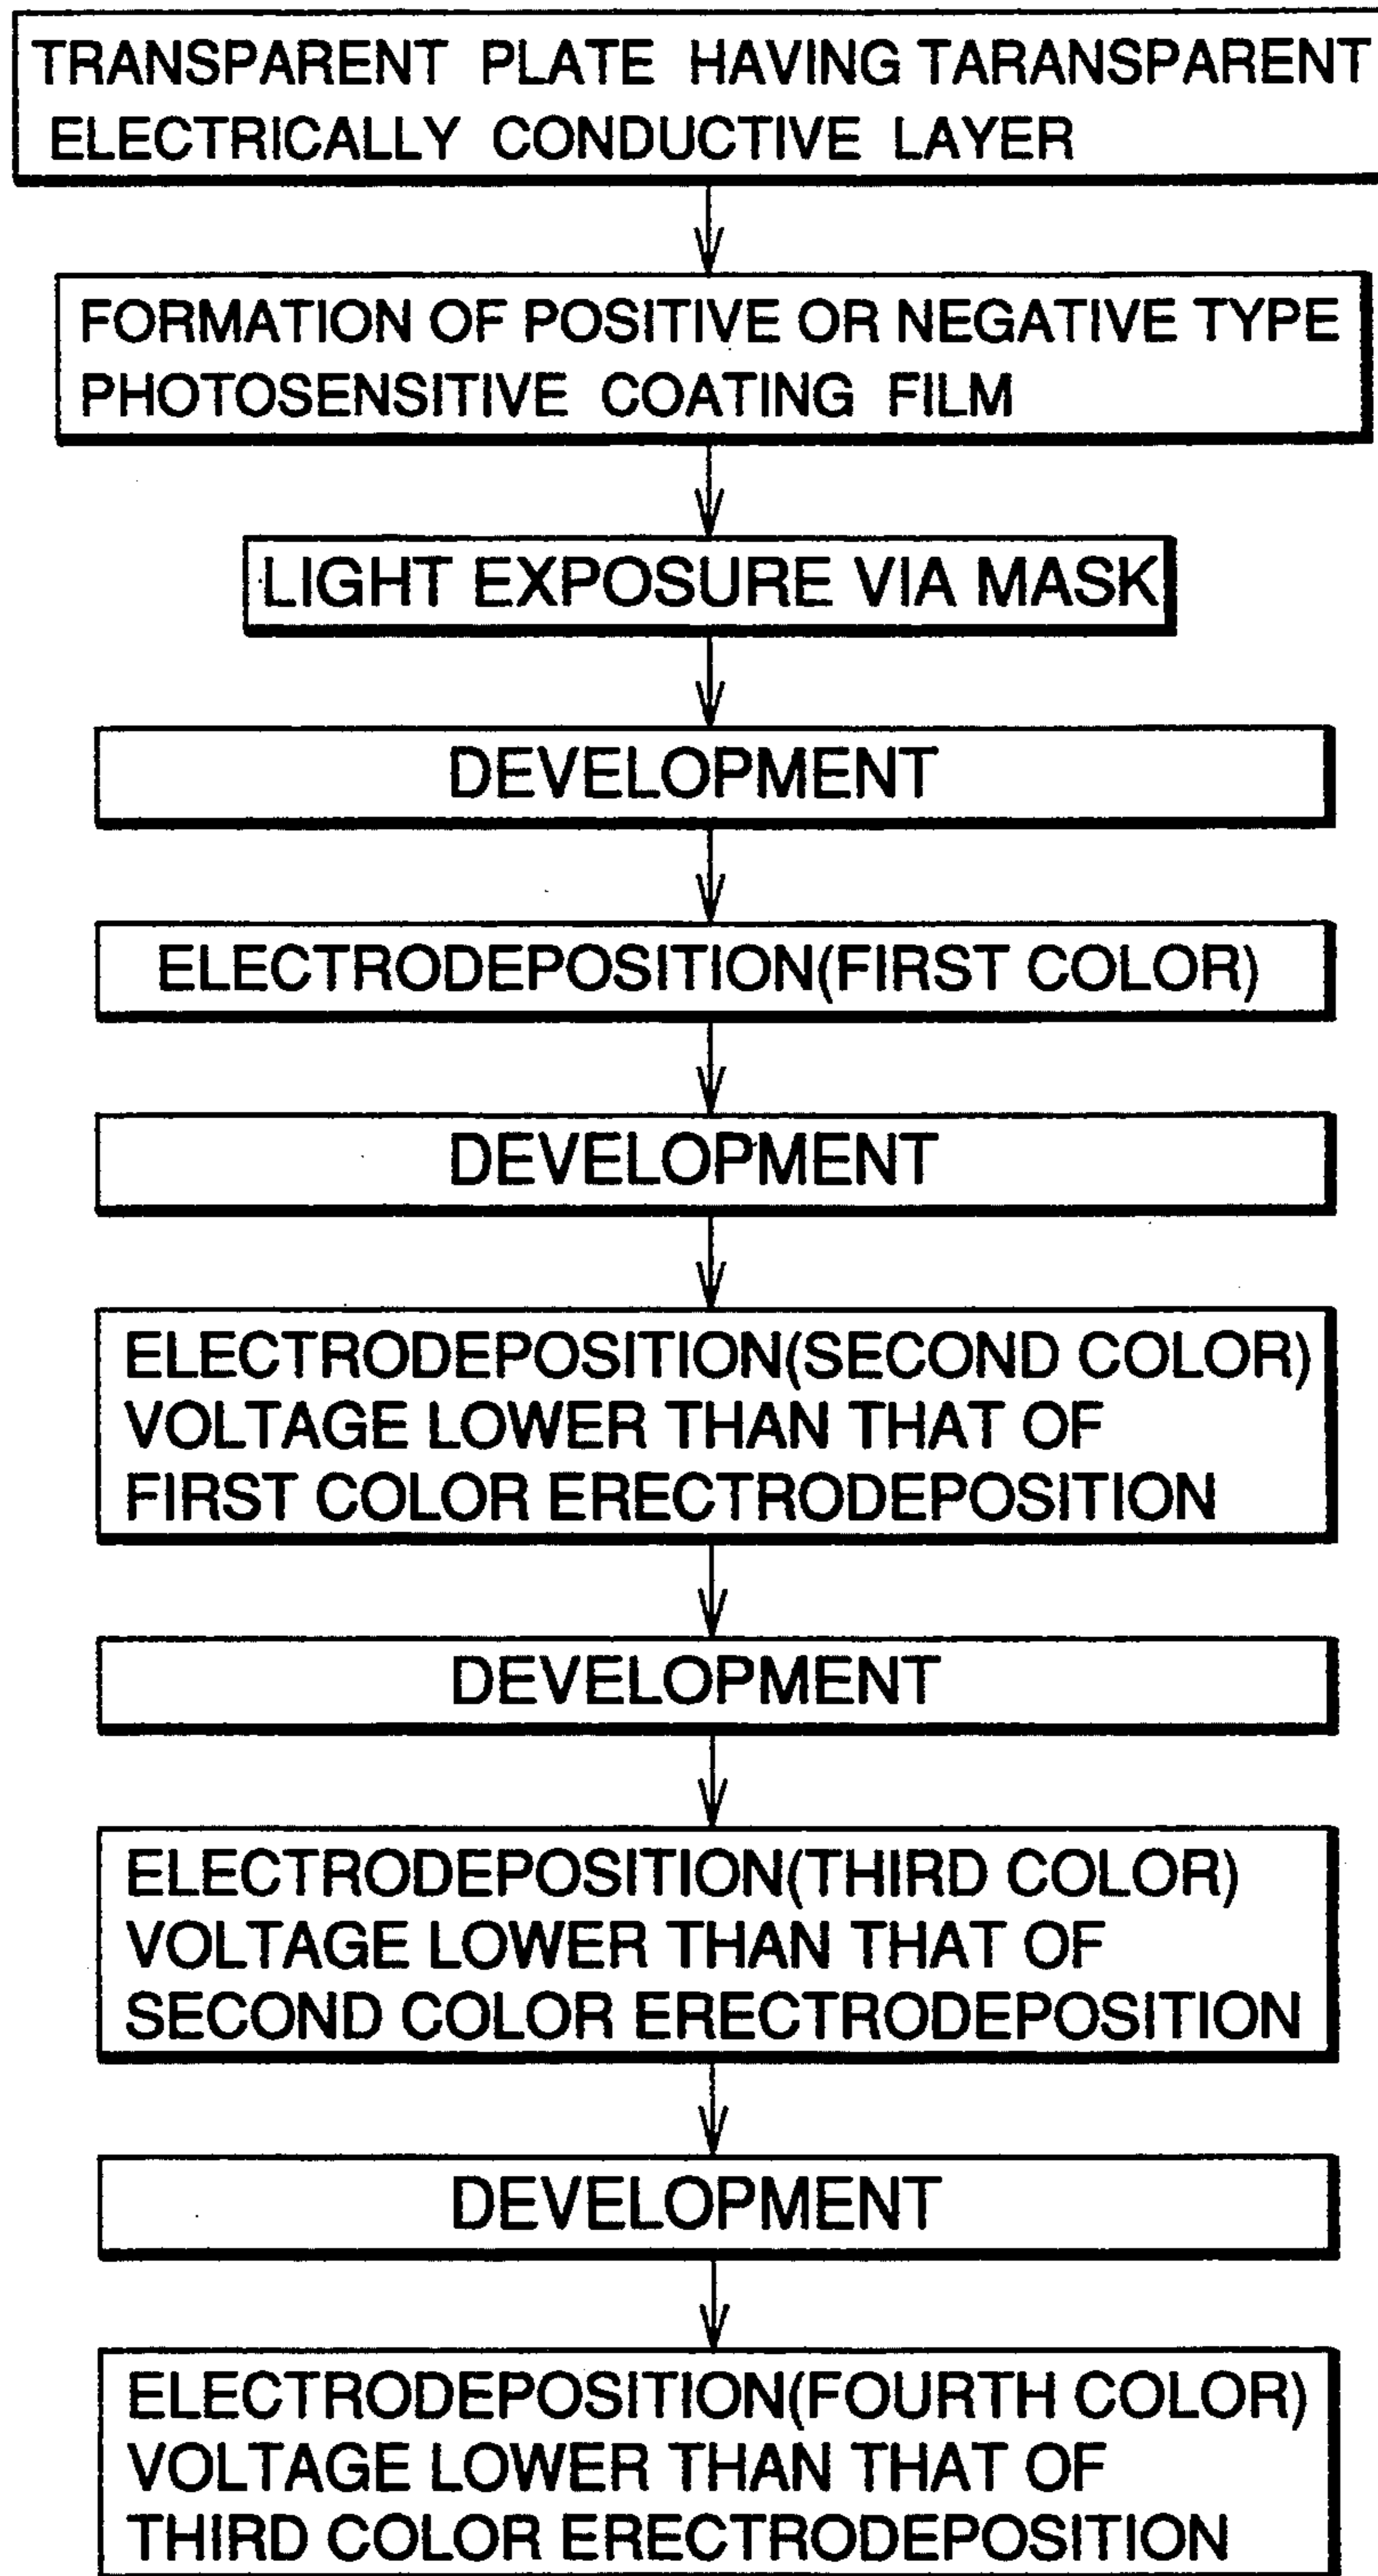 TRANSPARENT PLATE HAVING TARANSPARENT
ELECTRICALLY CONDUCTIVE LAYER
FORMATION OF POSITIVE OR NEGATIVE TYPE
PHOTOSENSITIVE COATING FILM
LIGHT EXPOSURE VIA MASK
DEVELOPMENT
ELECTRODEPOSITION(FIRST COLOR)
DEVELOPMENT
ELECTRODEPOSITION(SECOND COLOR)
VOLTAGE LOWER THAN THAT OF
FIRST COLOR ERECTRODEPOSITION
DEVELOPMENT
ELECTRODEPOSITION(THIRD COLOR)
VOLTAGE LOWER THAN THAT OF
SECOND COLOR ERECTRODEPOSITION
DEVELOPMENT
ELECTRODEPOSITION(FOURTH COLOR)
VOLTAGE LOWER THAN THAT OF
THIRD COLOR ERECTRODEPOSITION